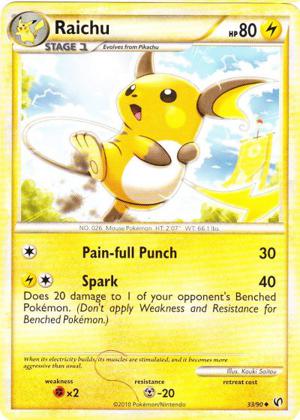 Raichu HP 80
STAGE 1 Evolves from Pikachu
NO. 026 Mouse Pokémon HT: 2'07" WT: 66.1 lbs.
Pain-full Punch 30
Spark 40
Does 20 damage to 1 of your opponent's Benched
Pokémon. (Don't apply Weakness and Resistance for
Benched Pokémon.)
Illus. Kouki Saitou
When its electricity builds, its muscles are stimulated, and it becomes
more aggressive than usual.
33/90
weakness resistance retreat cost
×2 -20
©2010 Pokémon/Nintendo